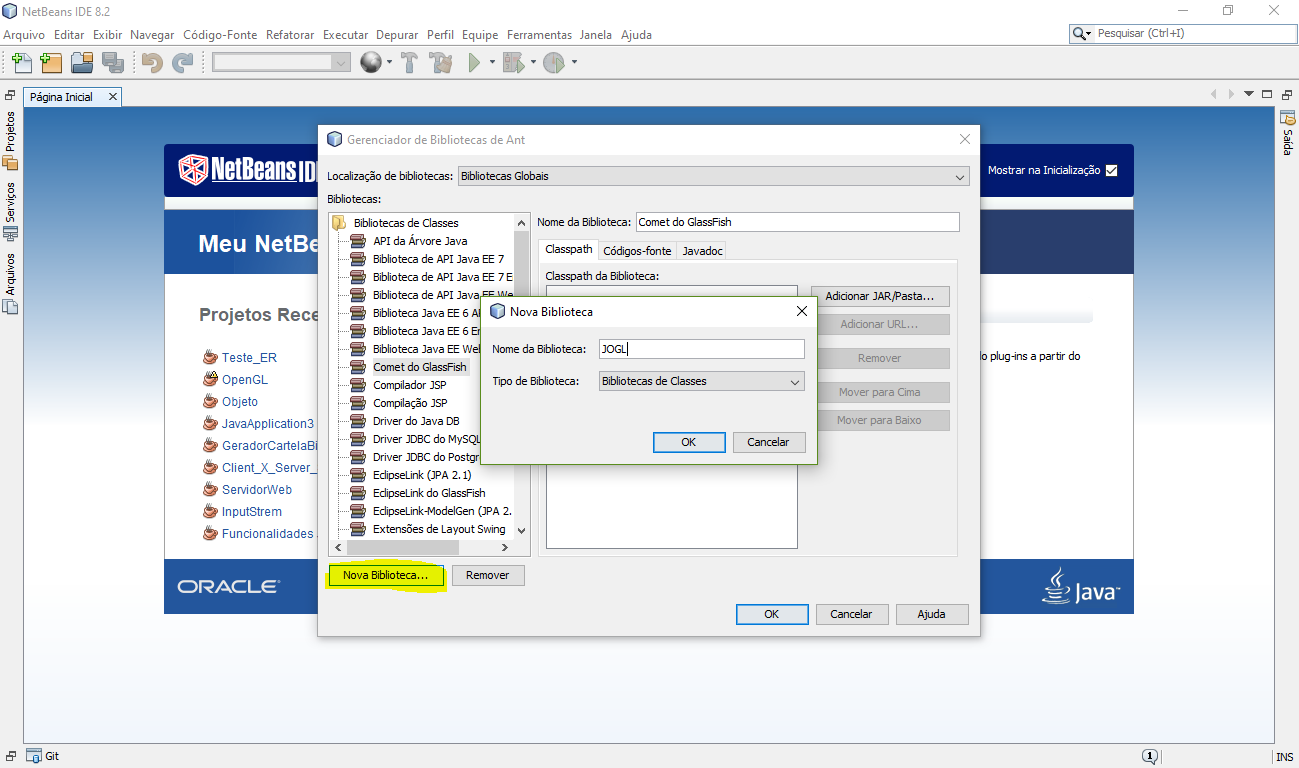 NetBeans IDE 8.2
Arquivo Editar Exibir Navegar Código-Fonte Refatorar Executar Depurar Perfil Equipe Ferramentas Janela Ajuda
Pesquisar (Ctrl+I)
Página Inicial
Projetos
Serviços
Arquivos
Saída
NetBeans IDE
Mostrar na Inicialização
Meu NetBe
Projetos Rece
Teste_ER
OpenGL
Objeto
JavaApplication3
GeradorCartelaBi
Client_X_Server_
ServidorWeb
InputStrem
Funcionalidades
plug-ins a partir do
ORACLE
Java
Gerenciador de Bibliotecas de Ant
Localização de bibliotecas: Bibliotecas Globais
Bibliotecas:
Bibliotecas de Classes
API da Árvore Java
Biblioteca de API Java EE 7
Biblioteca de API Java EE 7 E
Biblioteca de API Java EE We
Biblioteca Java EE 6 AP
Biblioteca Java EE 6 En
Biblioteca Java EE Wel
Comet do GlassFish
Compilador JSP
Compilação JSP
Driver do Java DB
Driver JDBC do MySQL
Driver JDBC do Postgr
EclipseLink (JPA 2.1)
EclipseLink do GlassFish
EclipseLink-ModelGen (JPA 2.
Extensões de Layout Swing
Nova Biblioteca... Remover
Nome da Biblioteca: Comet do GlassFish
Classpath Códigos-fonte Javadoc
Classpath da Biblioteca:
Adicionar JAR/Pasta...
Adicionar URL...
Remover
Mover para Cima
Mover para Baixo
OK Cancelar Ajuda
Nova Biblioteca
Nome da Biblioteca: JOGL
Tipo de Biblioteca: Bibliotecas de Classes
OK Cancelar
Git
1
INS